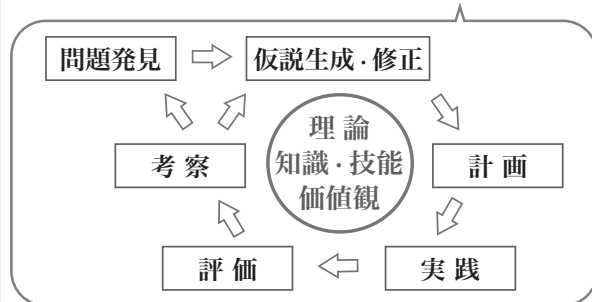 問題発見
仮説生成・修正
理論
知識・技能
価値観
考察
計画
評価
実践